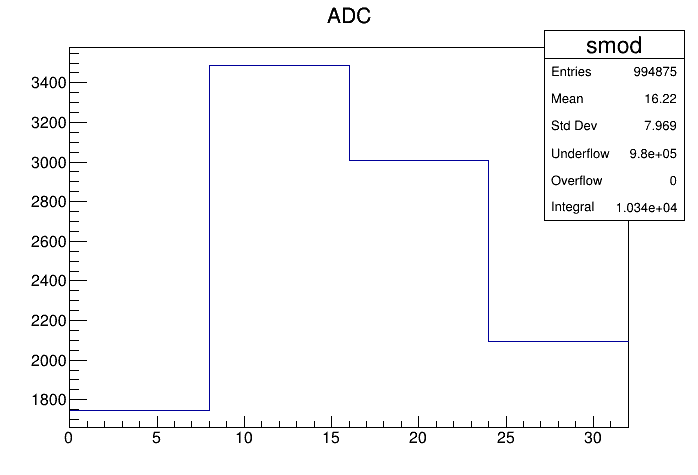 ADC
smod
Entries 994875
Mean 16.22
Std Dev 7.969
Underflow 9.8e+05
Overflow 0
Integral 1.034e+04
3400
3200
3000
2800
2600
2400
2200
2000
1800
0 5 10 15 20 25 30